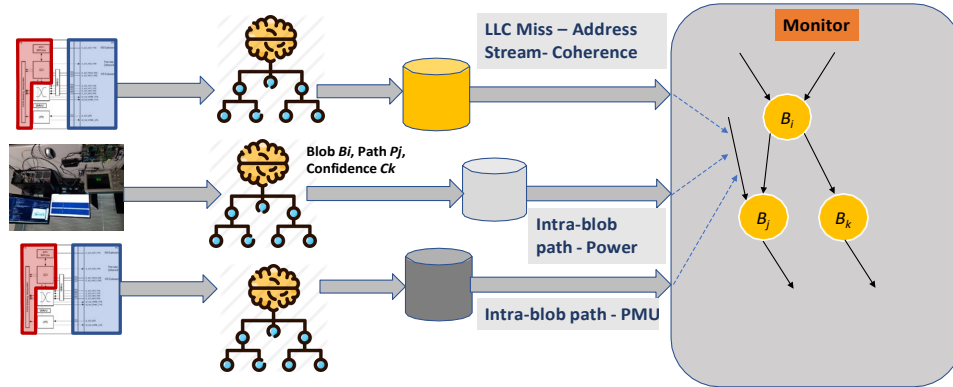 LLC Miss – Address
Stream- Coherence
Monitor
Blob Bi, Path Pj,
Confidence Ck
Intra-blob
path - Power
Intra-blob path - PMU
Bi
Bj
Bk